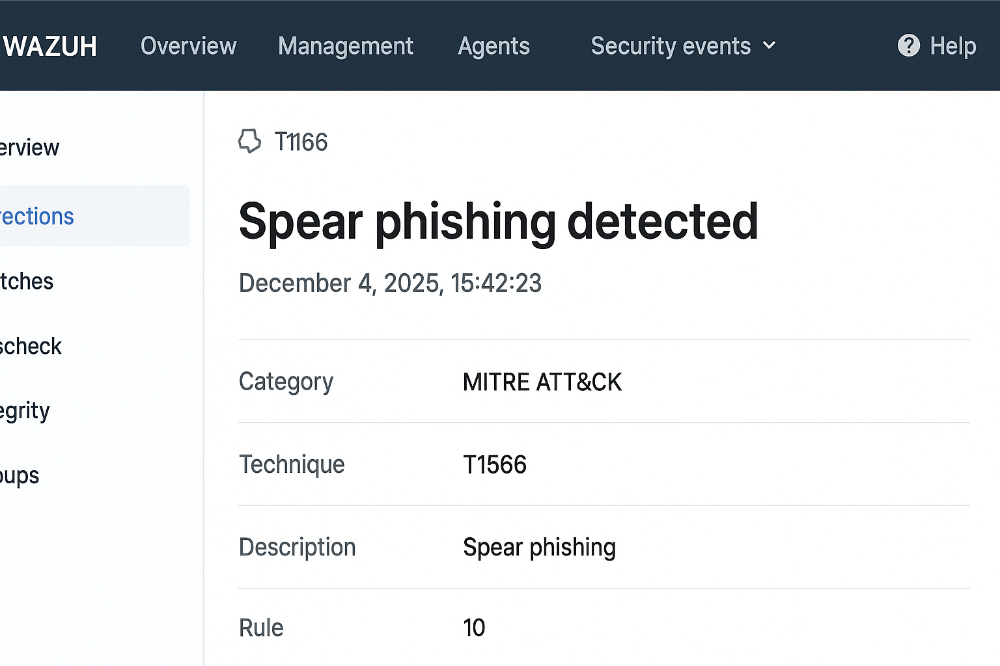 WAZUH Overview Management Agents Security events Help
erview
rections
tches
scheck
egrity
oups
T1166
Spear phishing detected
December 4, 2025, 15:42:23
Category MITRE ATT&CK
Technique T1566
Description Spear phishing
Rule 10